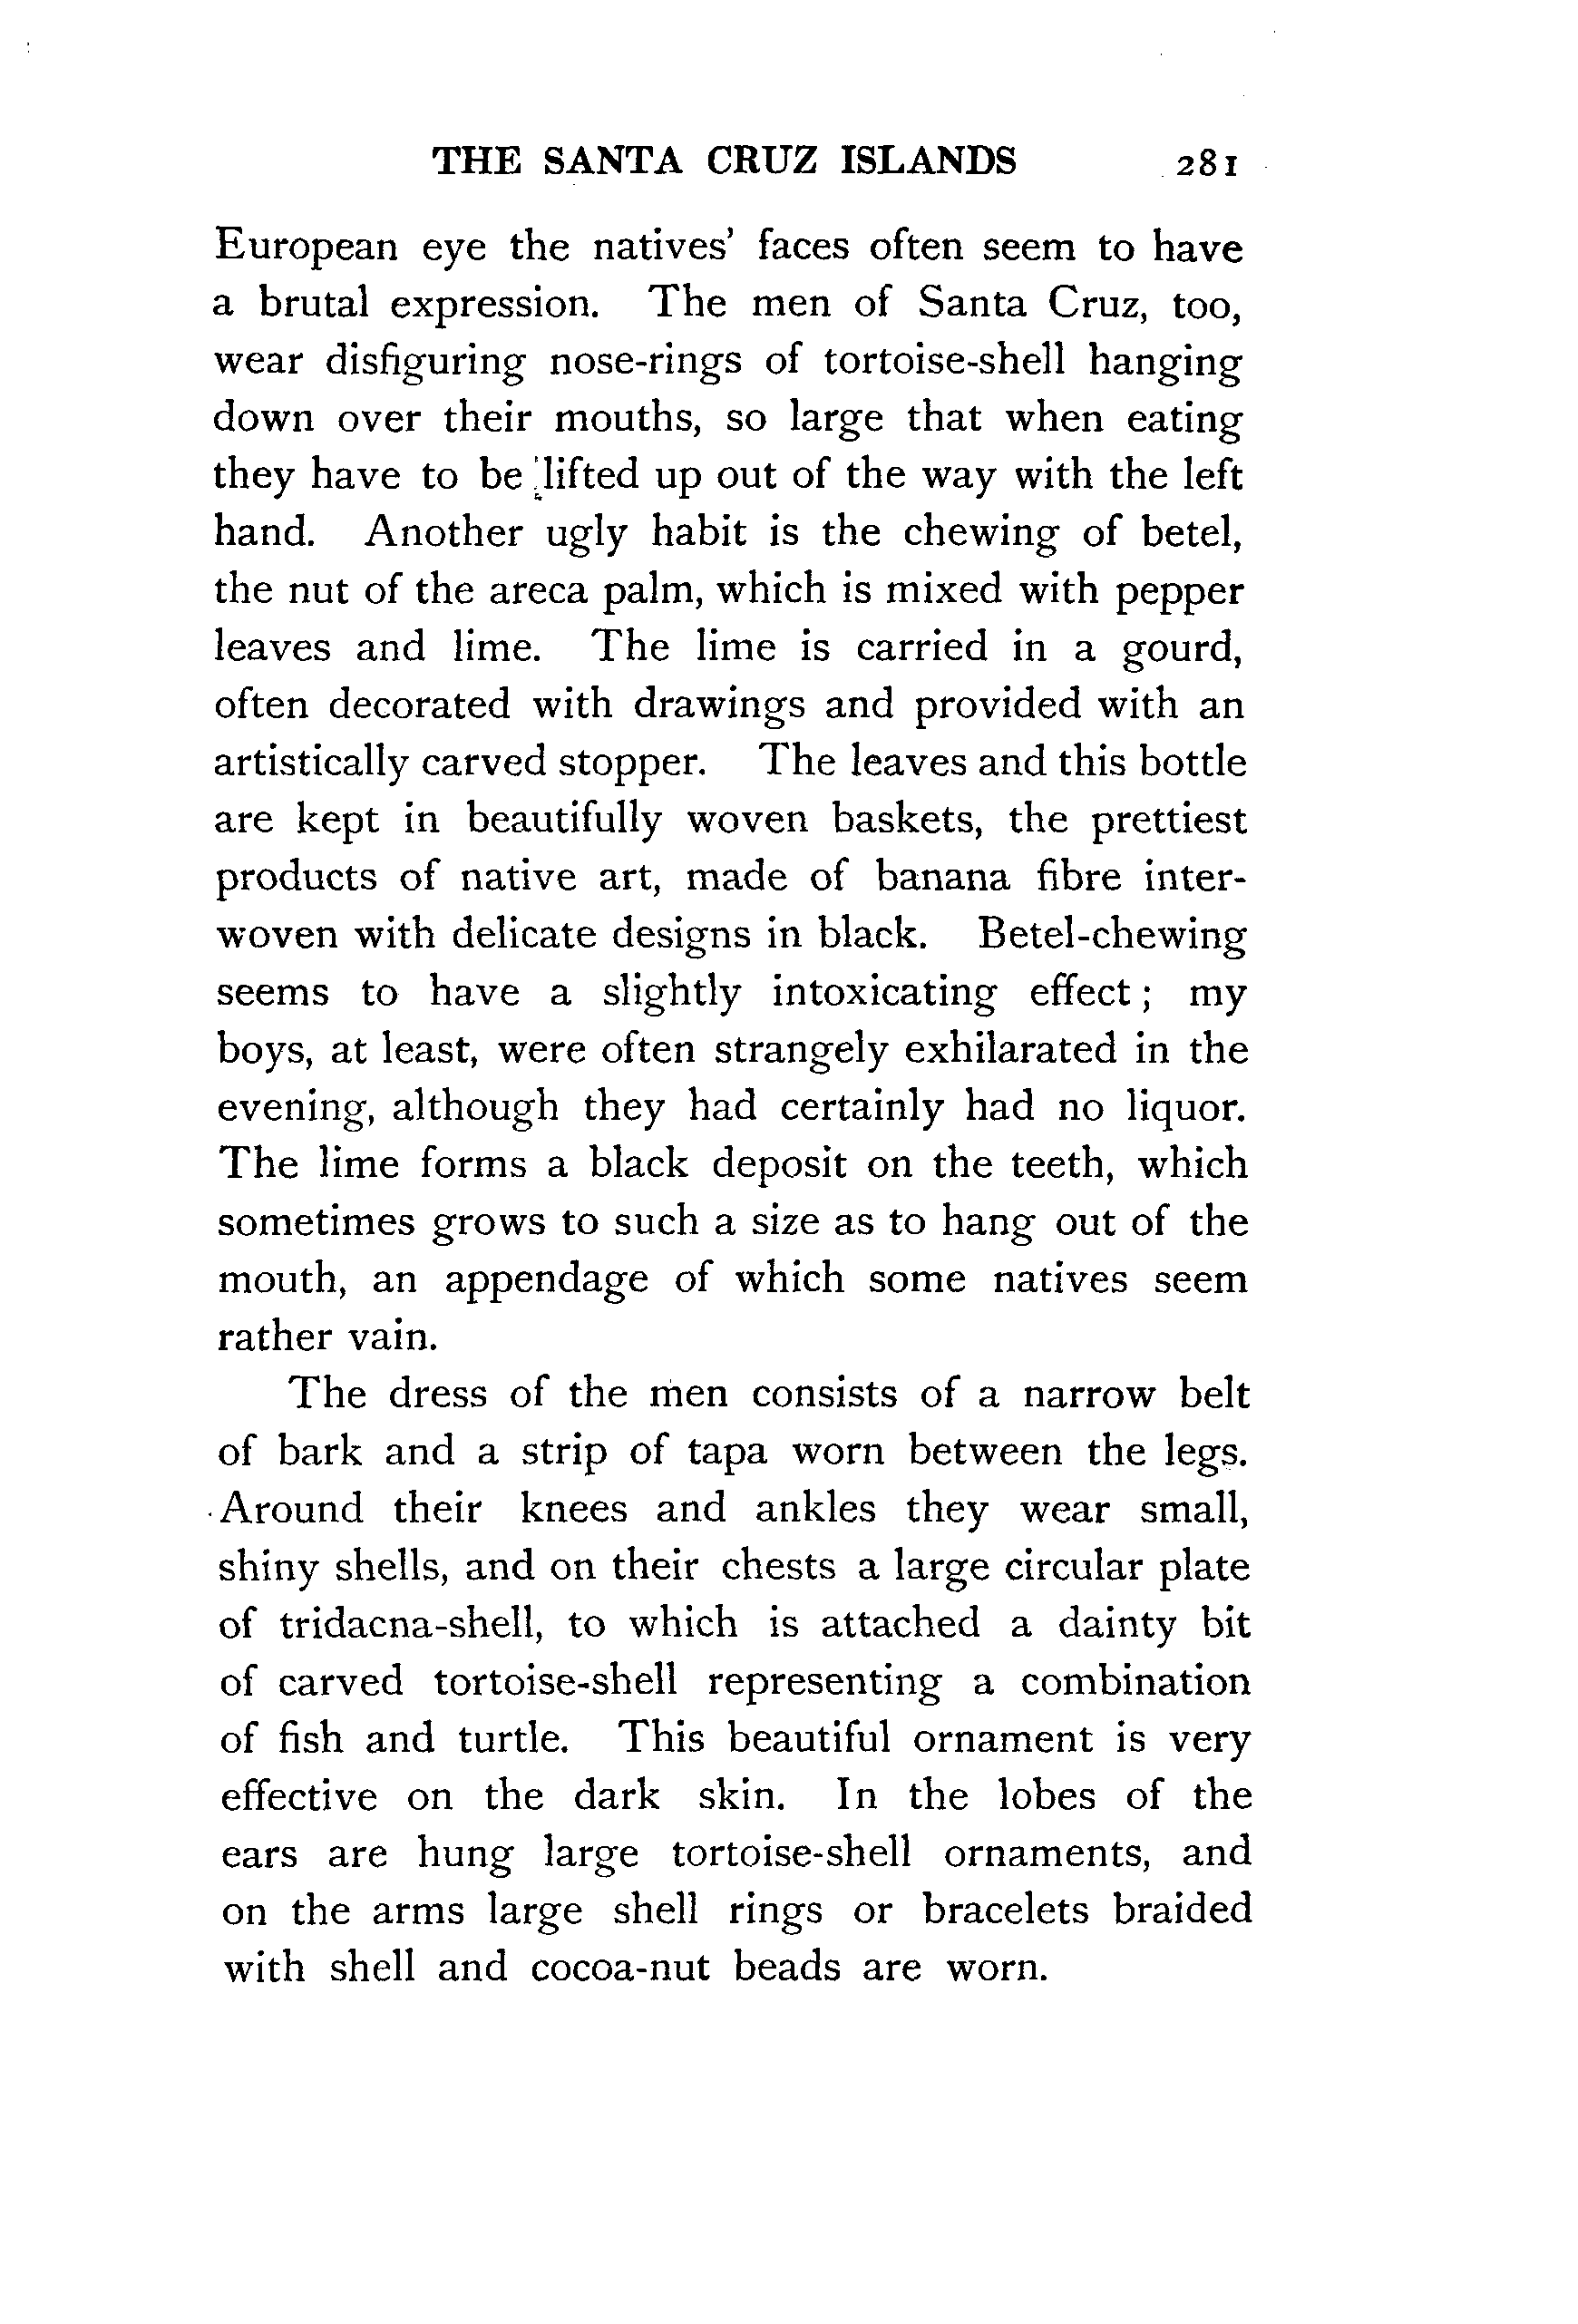 THE SANTA CRUZ ISLANDS 281
European eye the natives' faces often seem to have
a brutal expression. The men of Santa Cruz, too,
wear disfiguring nose-rings of tortoise-shell hanging
down over their mouths, so large that when eating
they have to be lifted up out of the way with the left
hand. Another ugly habit is the chewing of betel,
the nut of the areca palm, which is mixed with pepper
leaves and lime. The lime is carried in a gourd,
often decorated with drawings and provided with an
artistically carved stopper. The leaves and this bottle
are kept in beautifully woven baskets, the prettiest
products of native art, made of banana fibre inter-
woven with delicate designs in black. Betel-chewing
seems to have a slightly intoxicating effect; my
boys, at least, were often strangely exhilarated in the
evening, although they had certainly had no liquor.
The lime forms a black deposit on the teeth, which
sometimes grows to such a size as to hang out of the
mouth, an appendage of which some natives seem
rather vain.
The dress of the men consists of a narrow belt
of bark and a strip of tapa worn between the legs.
Around their knees and ankles they wear small,
shiny shells, and on their chests a large circular plate
of tridacna-shell, to which is attached a dainty bit
of carved tortoise-shell representing a combination
of fish and turtle. This beautiful ornament is very
effective on the dark skin. In the lobes of the
ears are hung large tortoise-shell ornaments, and
on the arms large shell rings or bracelets braided
with shell and cocoa-nut beads are worn.